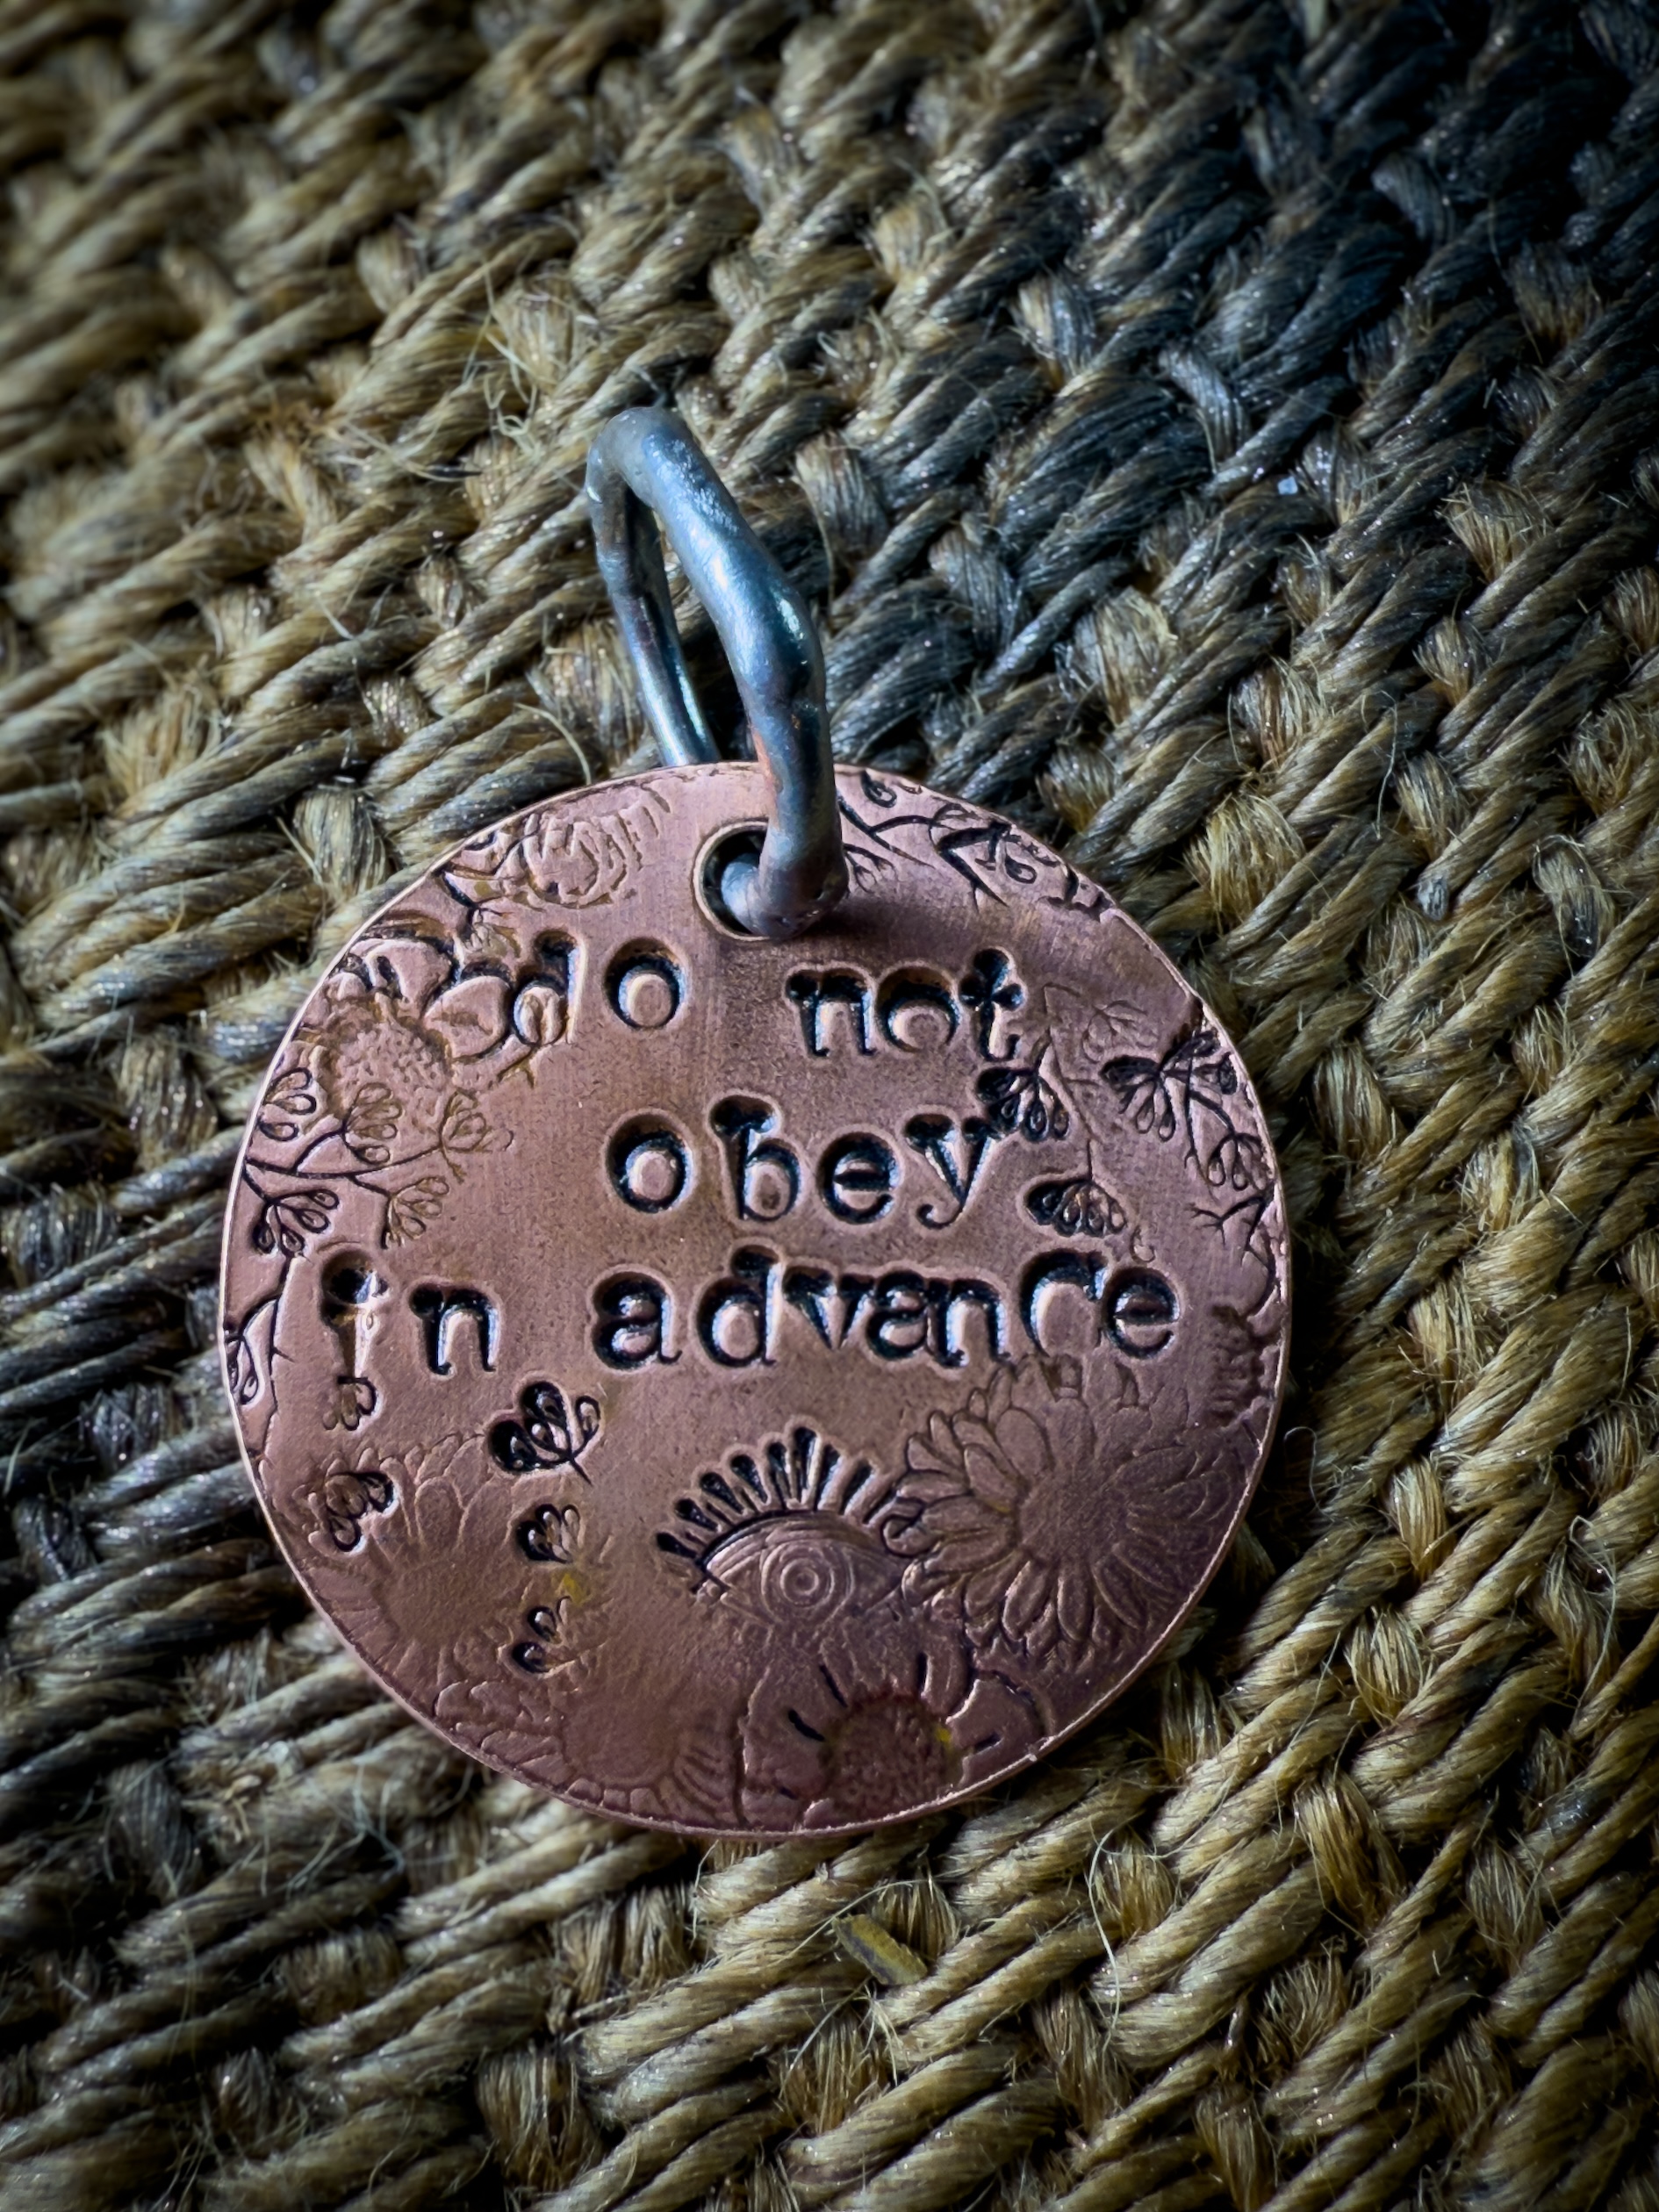 do not
obey
in advance